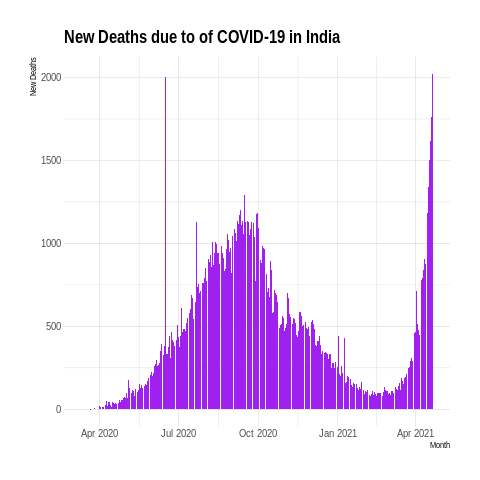 New Deaths due to of COVID-19 in India
New Deaths
2000
1500
1000
500
0
Apr 2020
Jul 2020
Oct 2020
Jan 2021
Apr 2021
Month